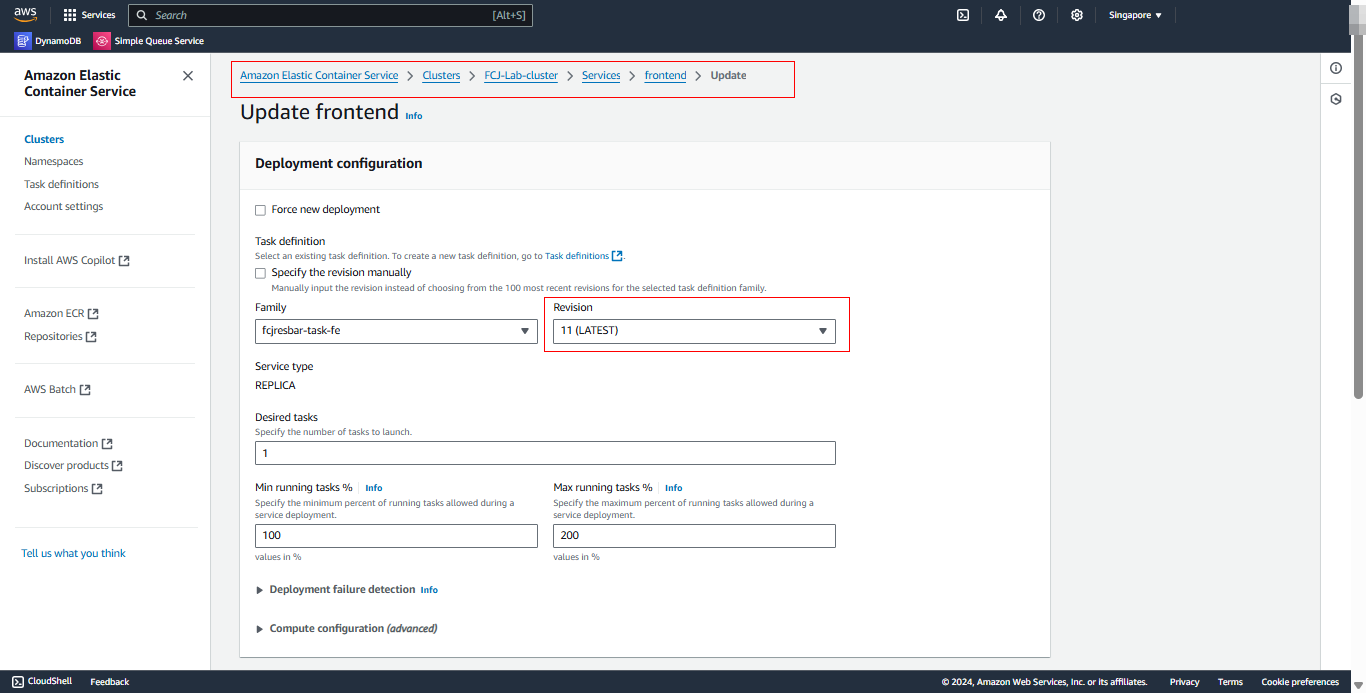 aws
Services
Search
[Alt+S]
Singapore
DynamoDB
Simple Queue Service
Amazon Elastic
Container Service
Clusters
Namespaces
Task definitions
Account settings
Install AWS Copilot
Amazon ECR
Repositories
AWS Batch
Documentation
Discover products
Subscriptions
Tell us what you think
Amazon Elastic Container Service > Clusters > FCJ-Lab-cluster > Services > frontend > Update
Update frontend Info
Deployment configuration
Force new deployment
Task definition
Select an existing task definition. To create a new task definition, go to Task definitions.
Specify the revision manually
Manually input the revision instead of choosing from the 100 most recent revisions for the selected task definition family.
Family
fcjresbar-task-fe
Revision
11 (LATEST)
Service type
REPLICA
Desired tasks
Specify the number of tasks to launch.
1
Min running tasks % Info
Specify the minimum percent of running tasks allowed during a
service deployment.
100
values in %
Max running tasks % Info
Specify the maximum percent of running tasks allowed during a
service deployment.
200
values in %
Deployment failure detection Info
Compute configuration (advanced)
CloudShell
Feedback
© 2024, Amazon Web Services, Inc. or its affiliates.
Privacy
Terms
Cookie preferences